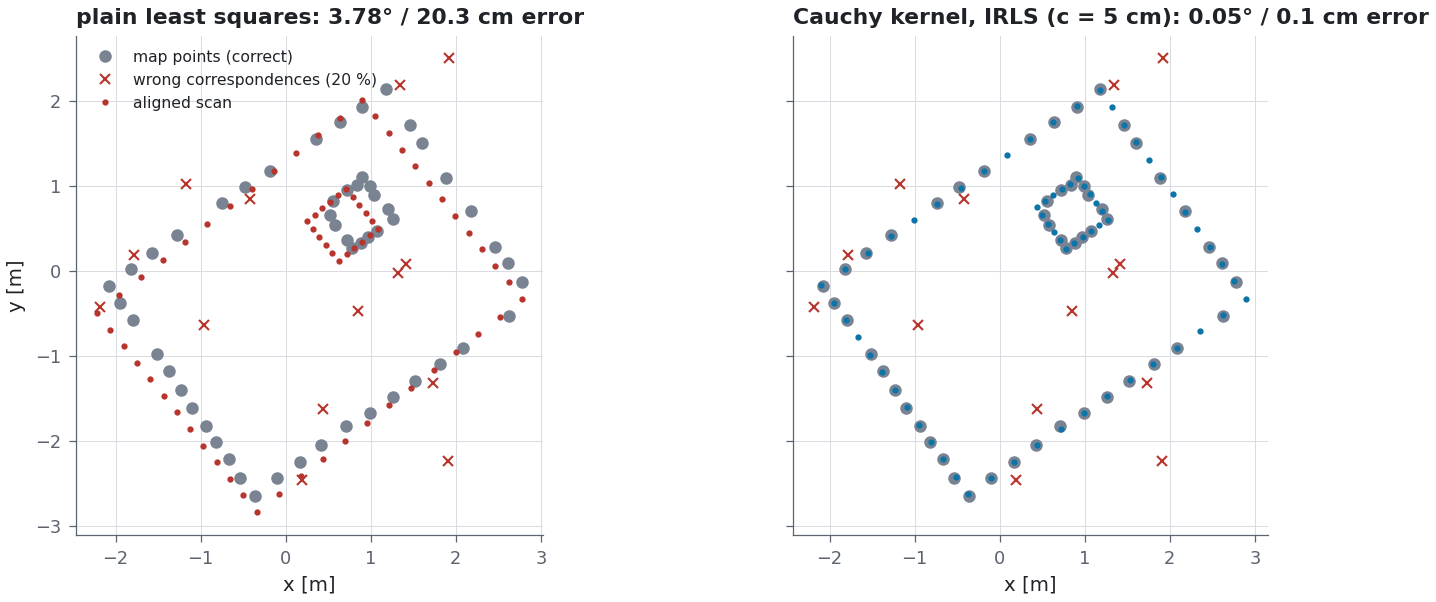 plain least squares: 3.78° / 20.3 cm error
map points (correct)
wrong correspondences (20 %)
aligned scan
2
1
0
−1
−2
−3
y [m]
−2
−1
0
1
2
3
x [m]
Cauchy kernel, IRLS (c = 5 cm): 0.05° / 0.1 cm error
−2
−1
0
1
2
3
x [m]